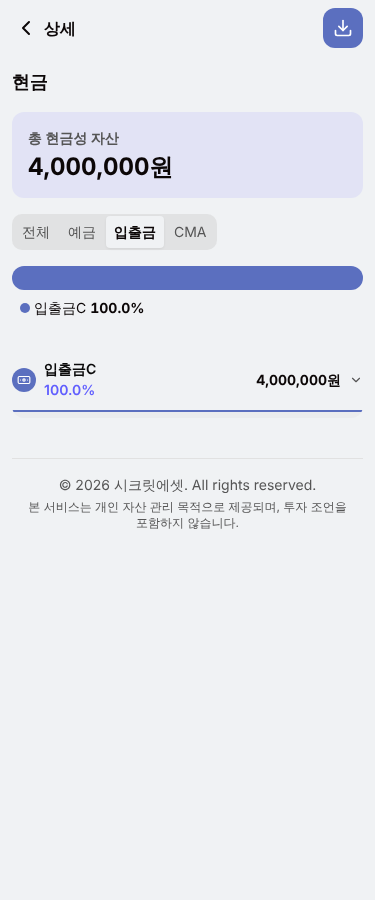 상세
현금
총 현금성 자산
4,000,000원
전체 예금 입출금 CMA
입출금C 100.0%
입출금C
100.0%
4,000,000원
© 2026 시크릿에셋. All rights reserved.
본 서비스는 개인 자산 관리 목적으로 제공되며, 투자 조언을
포함하지 않습니다.